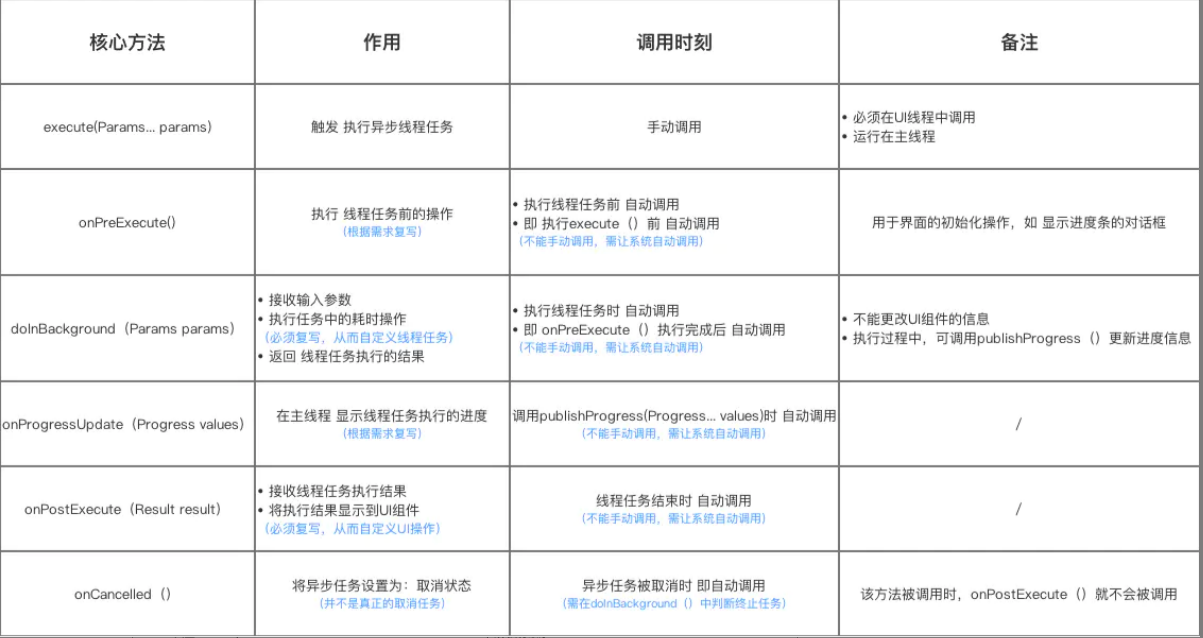 核心方法
作用
调用时刻
备注
execute(Params... params)
触发 执行异步线程任务
手动调用
• 必须在UI线程中调用
• 运行在主线程
onPreExecute()
执行 线程任务前的操作
(根据需求复写)
• 执行线程任务前 自动调用
• 即 执行execute（）前 自动调用
(不能手动调用，需让系统自动调用)
用于界面的初始化操作，如 显示进度条的对话框
doInBackground（Params params)
• 接收输入参数
• 执行任务中的耗时操作
(必须复写，从而自定义线程任务)
• 返回 线程任务执行的结果
• 执行线程任务时 自动调用
• 即 onPreExecute（）执行完成后 自动调用
(不能手动调用，需让系统自动调用)
• 不能更改UI组件的信息
• 执行过程中，可调用publishProgress（）更新进度信息
onProgressUpdate（Progress values)
在主线程 显示线程任务执行的进度
(根据需求复写)
调用publishProgress(Progress... values)时 自动调用
(不能手动调用，需让系统自动调用)
/
onPostExecute（Result result)
• 接收线程任务执行结果
• 将执行结果显示到UI组件
(必须复写，从而自定义UI操作)
线程任务结束时 自动调用
(不能手动调用，需让系统自动调用)
/
onCancelled（)
将异步任务设置为：取消状态
(并不是真正的取消任务)
异步任务被取消时 即自动调用
(需在doInBackground（）中判断终止任务)
该方法被调用时，onPostExecute（）就不会被调用